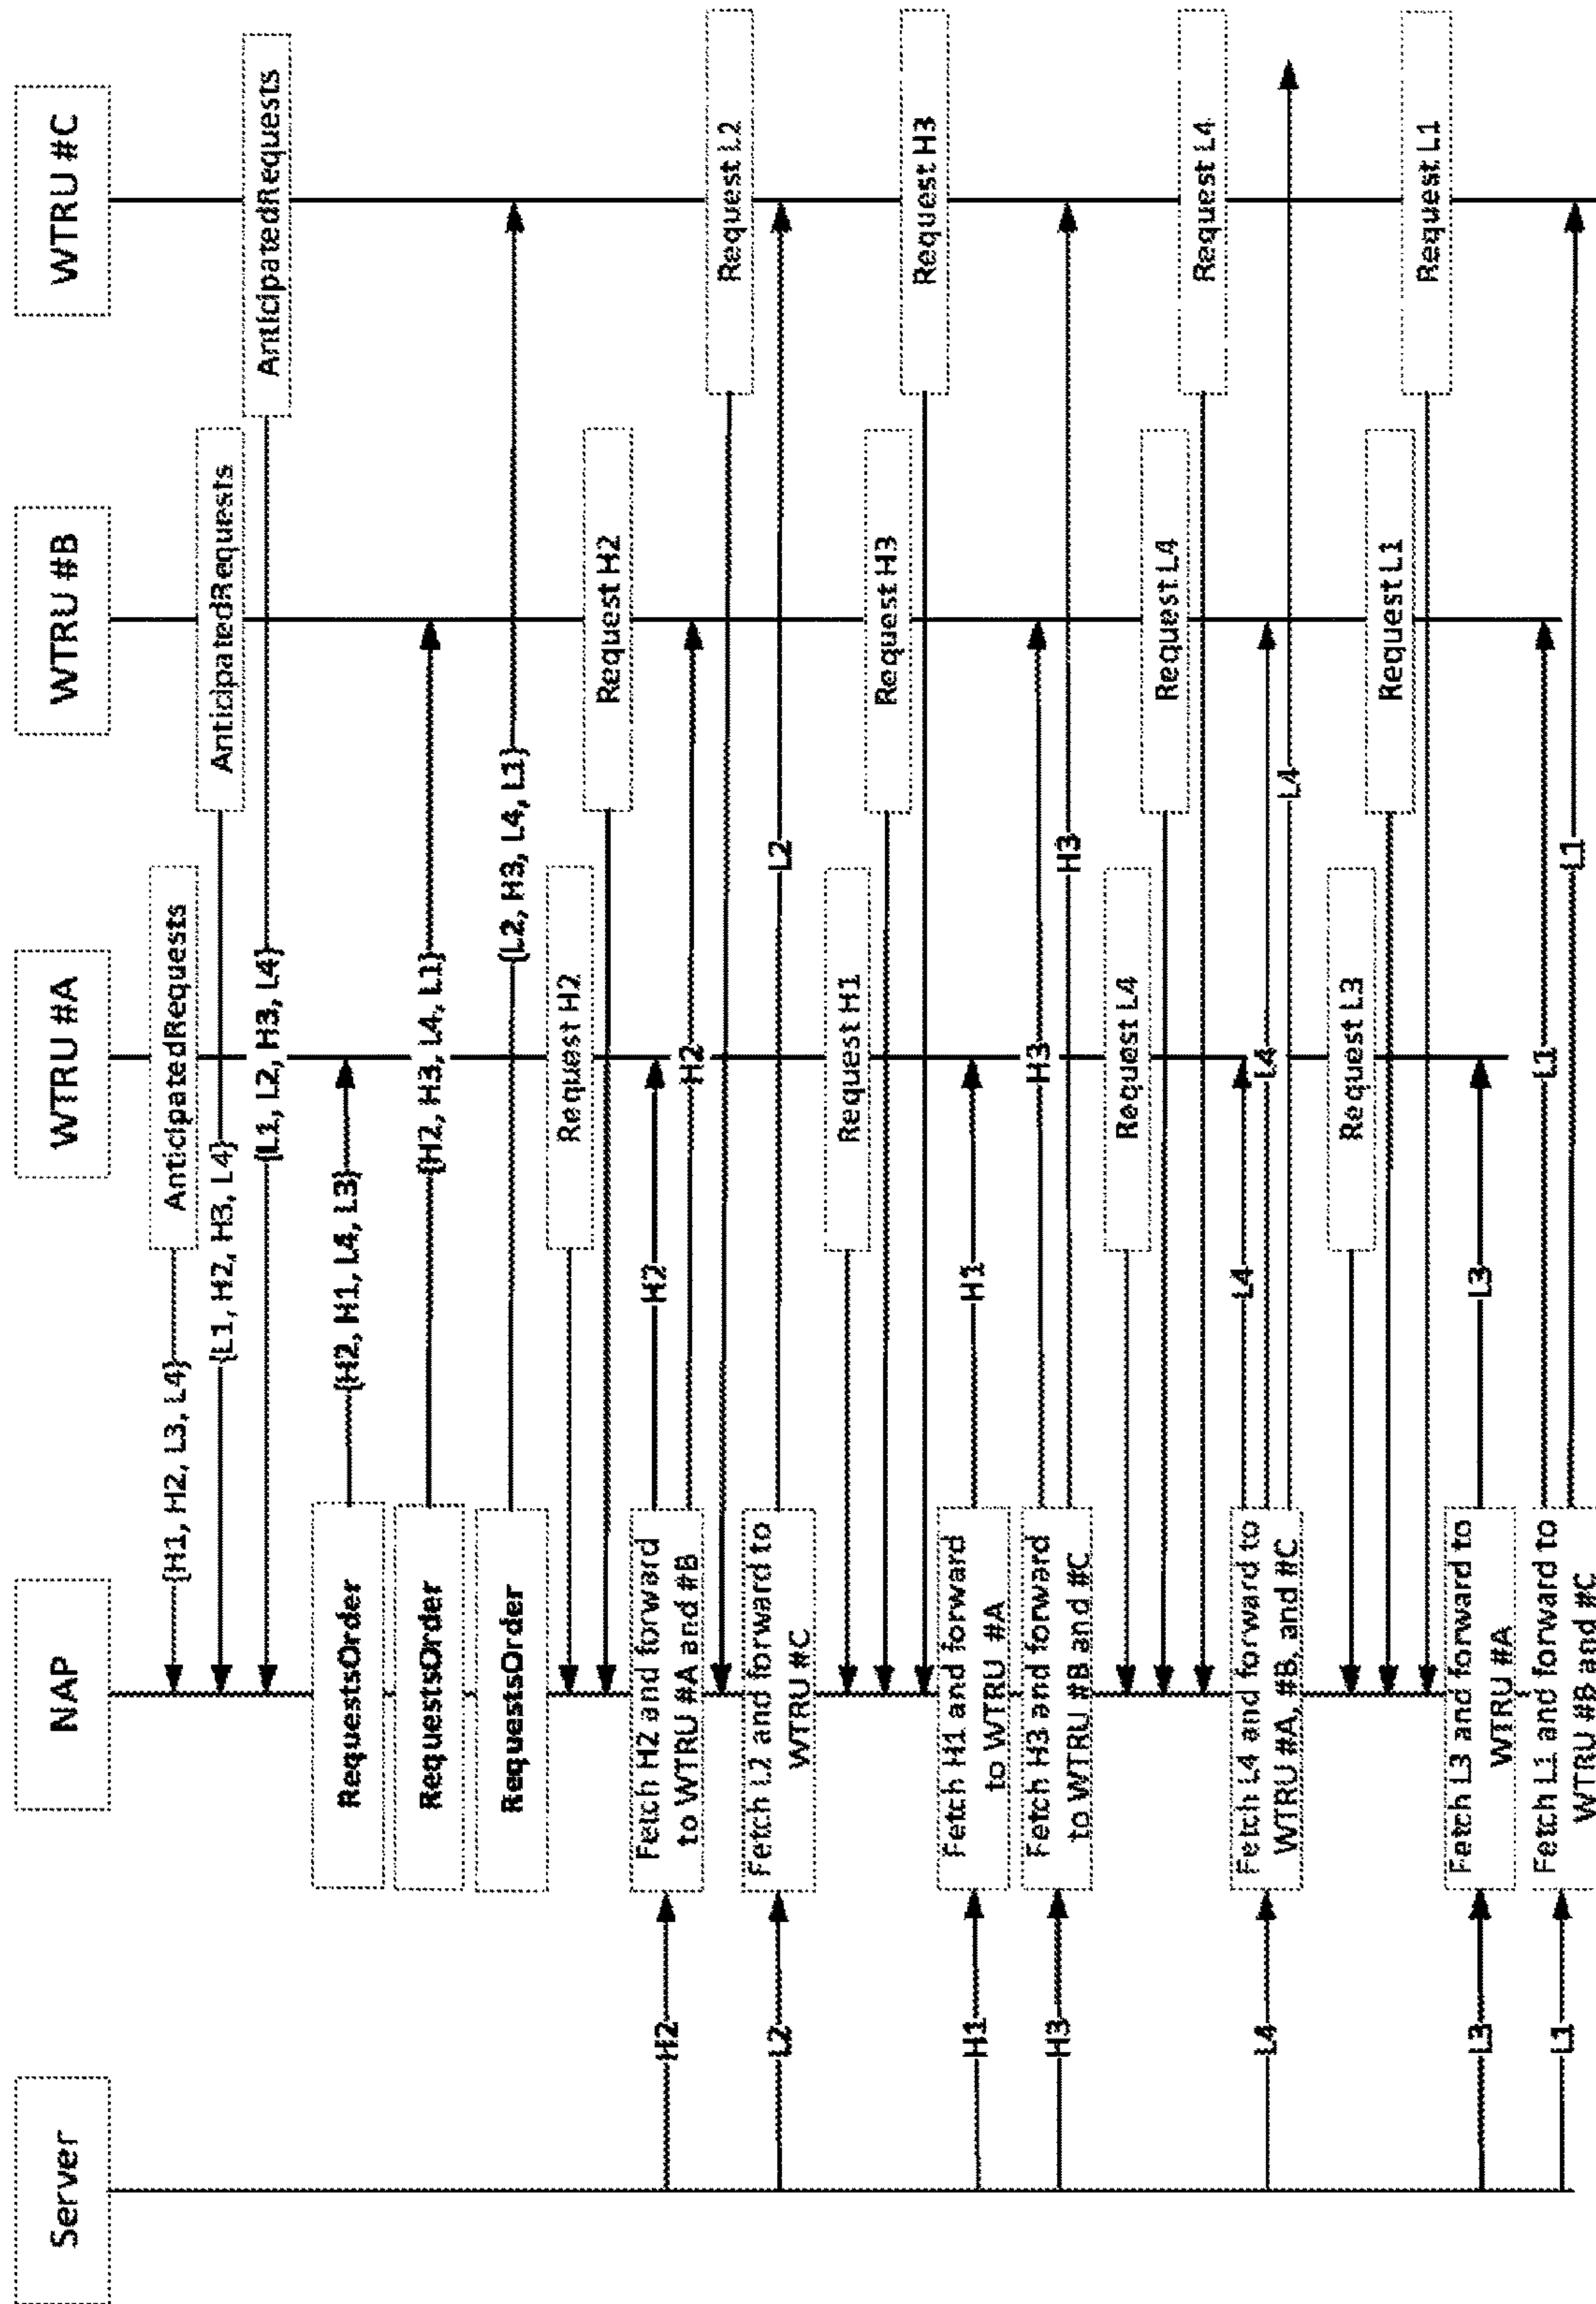 Server
NAP
WTRU #A
WTRU #B
WTRU #C
AnticipatedRequests
{H1, H2, L3, L4}
AnticipatedRequests
{L1, H2, H3, L4}
AnticipatedRequests
{L1, L2, H3, L4}
RequestsOrder
{H2, H1, L4, L3}
RequestsOrder
{H2, H3, L4, L1}
RequestsOrder
{L2, H3, L4, L1}
Request H2
Request H2
H2
Fetch H2 and forward
to WTRU #A and #B
H2
H2
Request L2
L2
Fetch L2 and forward to
WTRU #C
L2
Request H1
Request H3
Request H3
H1
Fetch H1 and forward
to WTRU #A
H1
H3
Fetch H3 and forward
to WTRU #B and #C
H3
H3
Request L4
Request L4
Request L4
L4
Fetch L4 and forward to
WTRU #A, #B, and #C
L4
L4
L4
Request L3
Request L1
Request L1
L3
Fetch L3 and forward to
WTRU #A
L3
L1
Fetch L1 and forward to
WTRU #B and #C
L1
L1